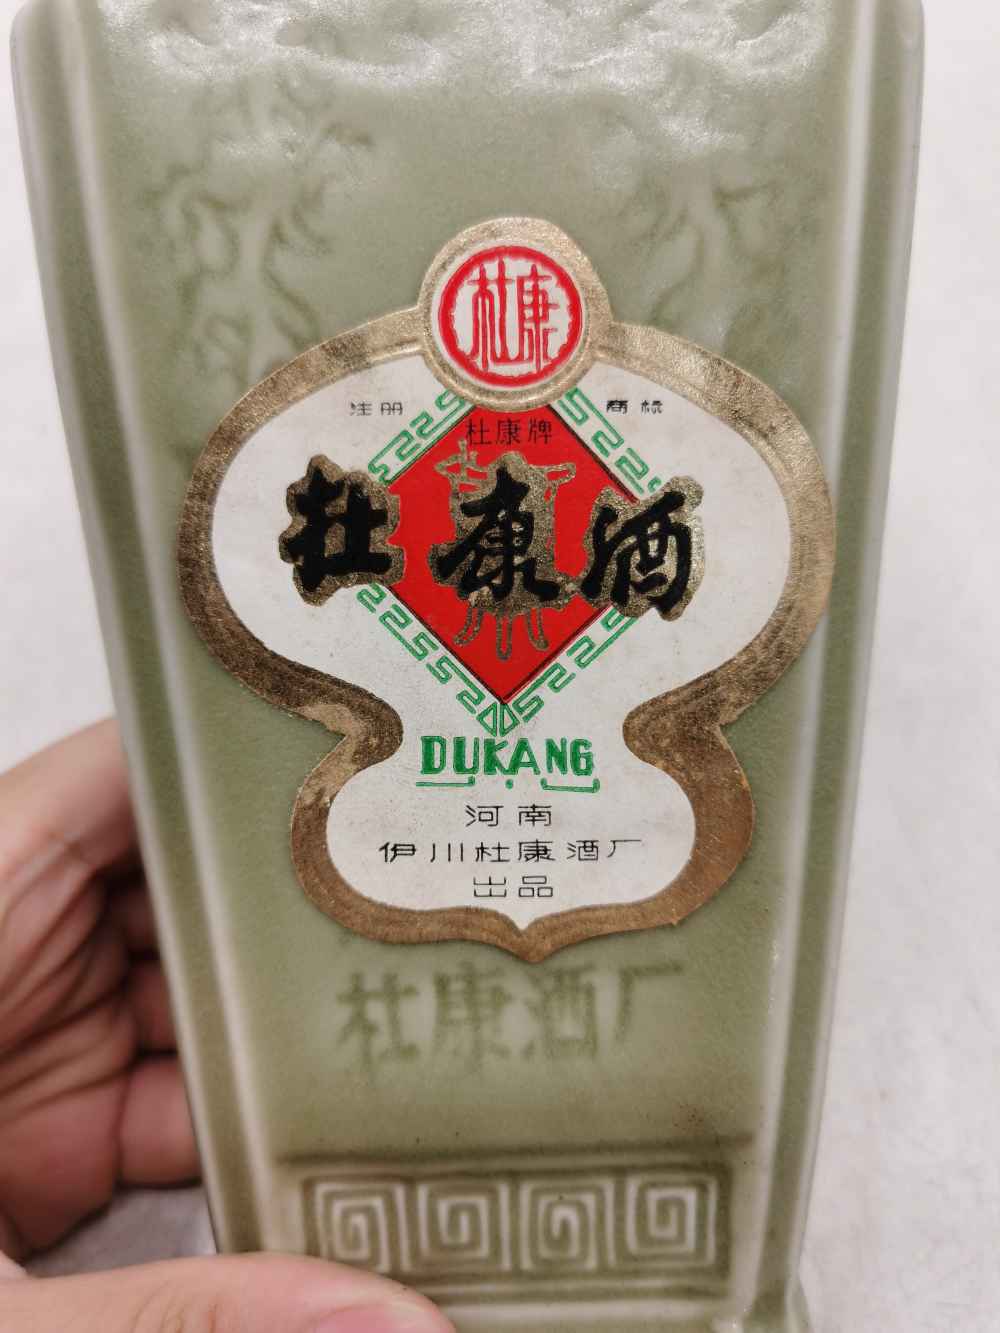 杜康
注册 商标
杜康牌
杜康酒
DUKANG
河南
伊川杜康酒厂
出品
杜康酒厂